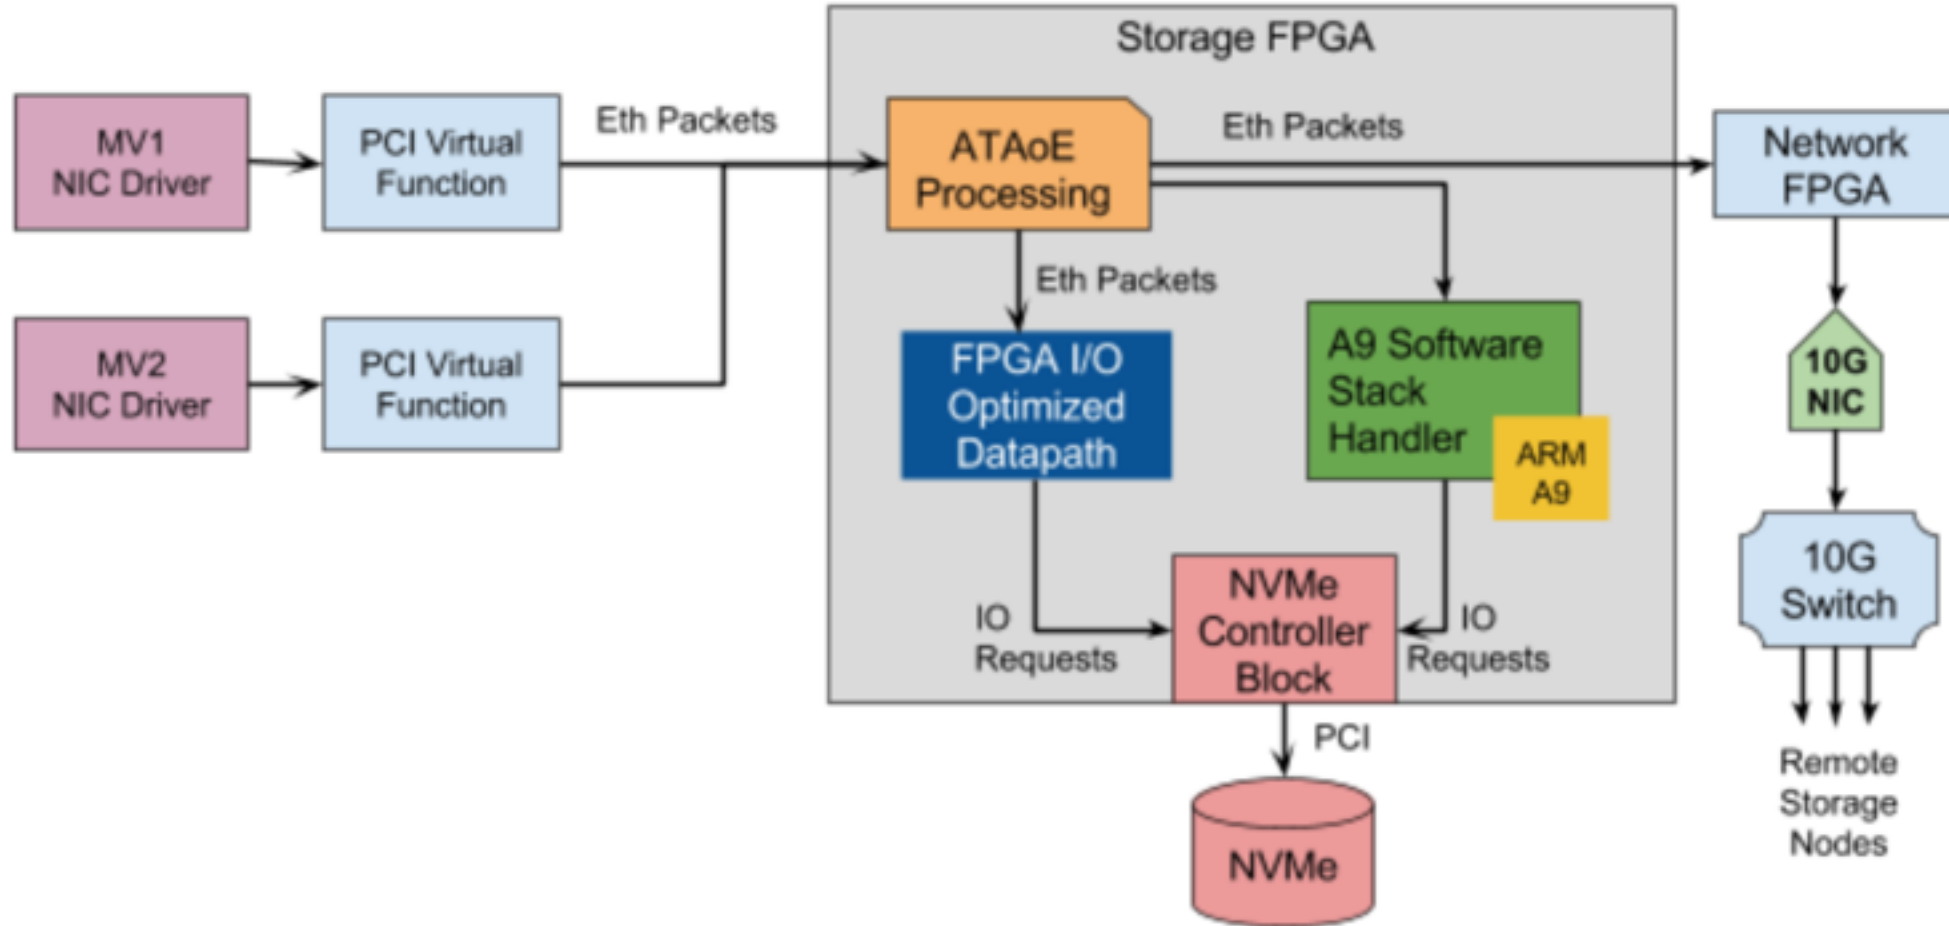 Storage FPGA
MV1
NIC Driver
PCI Virtual
Function
Eth Packets
ATAoE
Processing
Eth Packets
Network
FPGA
Eth Packets
MV2
NIC Driver
PCI Virtual
Function
FPGA I/O
Optimized
Datapath
A9 Software
Stack
Handler
ARM
A9
10G
NIC
IO
Requests
NVMe
Controller
Block
IO
Requests
10G
Switch
PCI
NVMe
Remote
Storage
Nodes